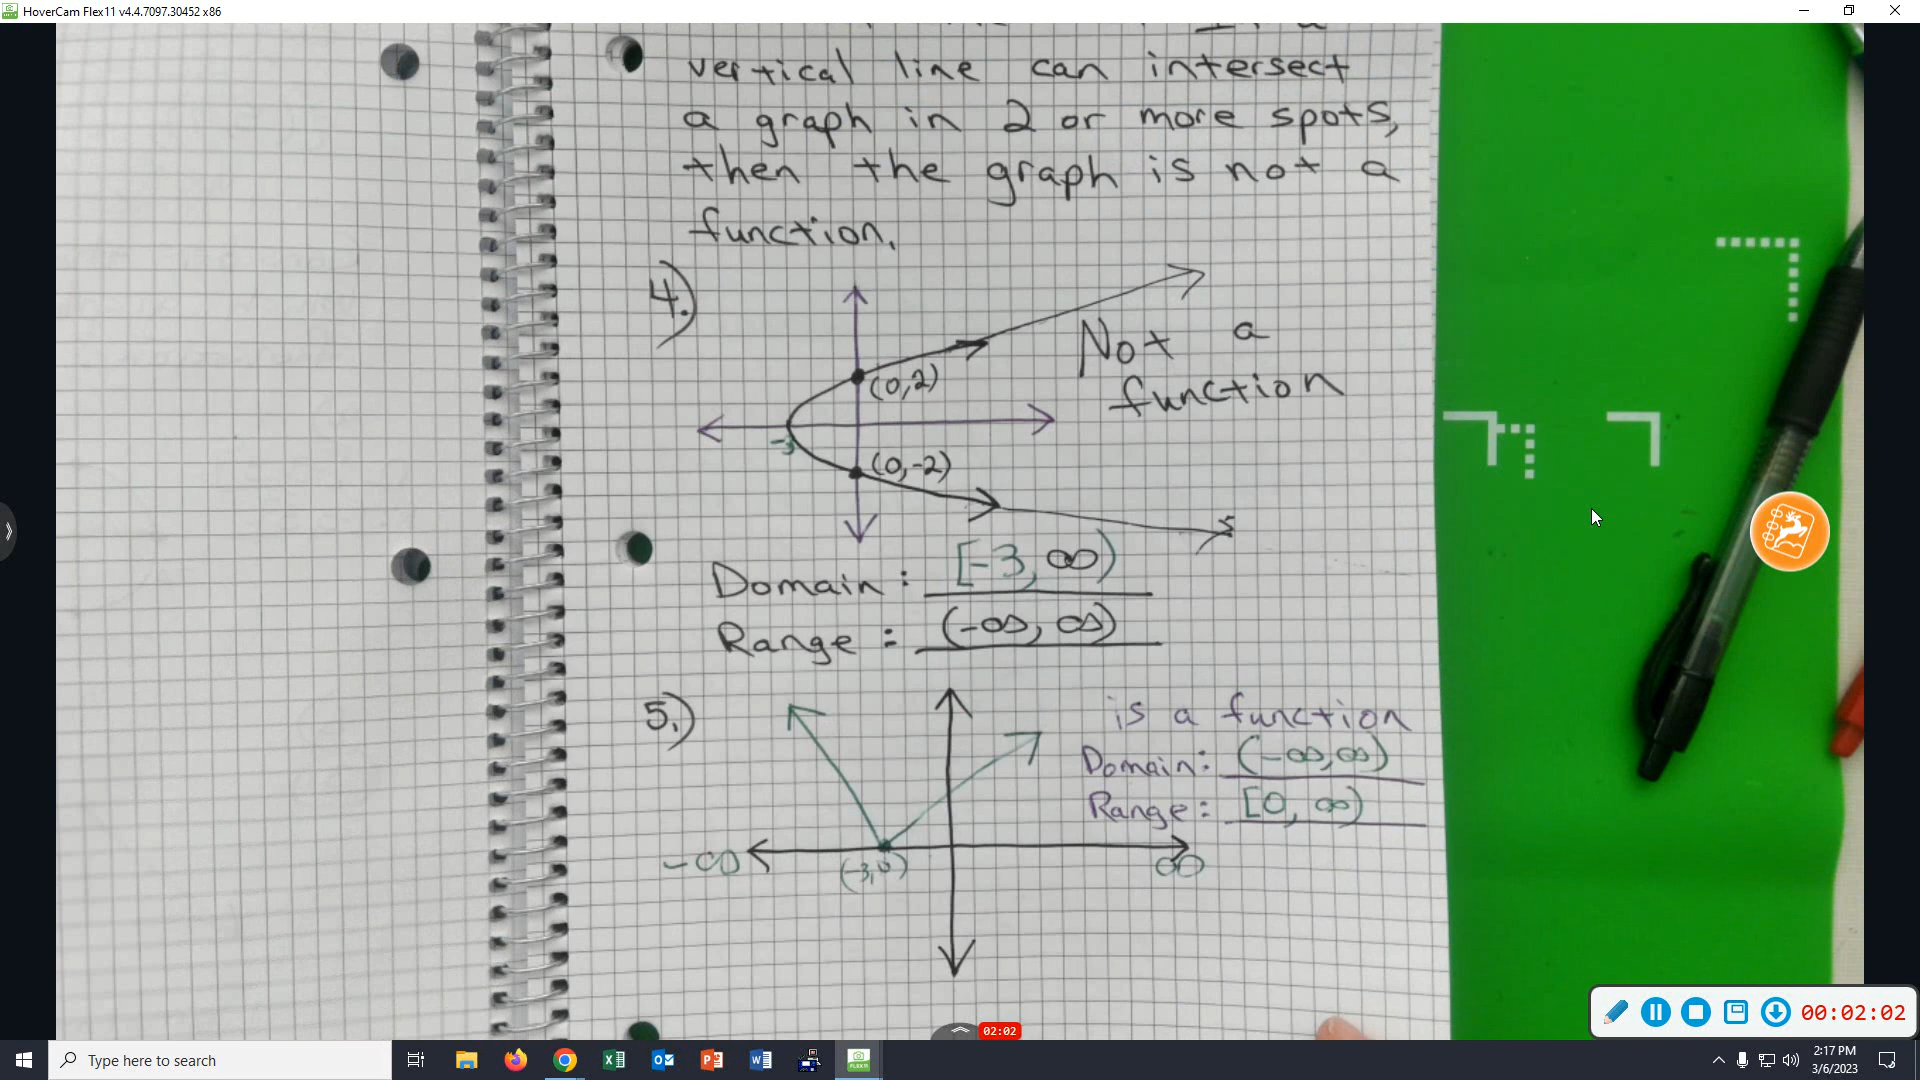 HoverCam Flex11 v4.4.7097.30452 x86
vertical line can intersect
a graph in 2 or more spots,
then the graph is not a
function.
4.)
Not a
function
(0,2)
-3
(0,-2)
Domain: [-3, ∞)
Range: (-∞, ∞)
5.)
is a function
Domain: (-∞,∞)
Range: [0, ∞)
-∞
(-3,0)
∞
00:02:02
02:02
Type here to search
2:17 PM
3/6/2023